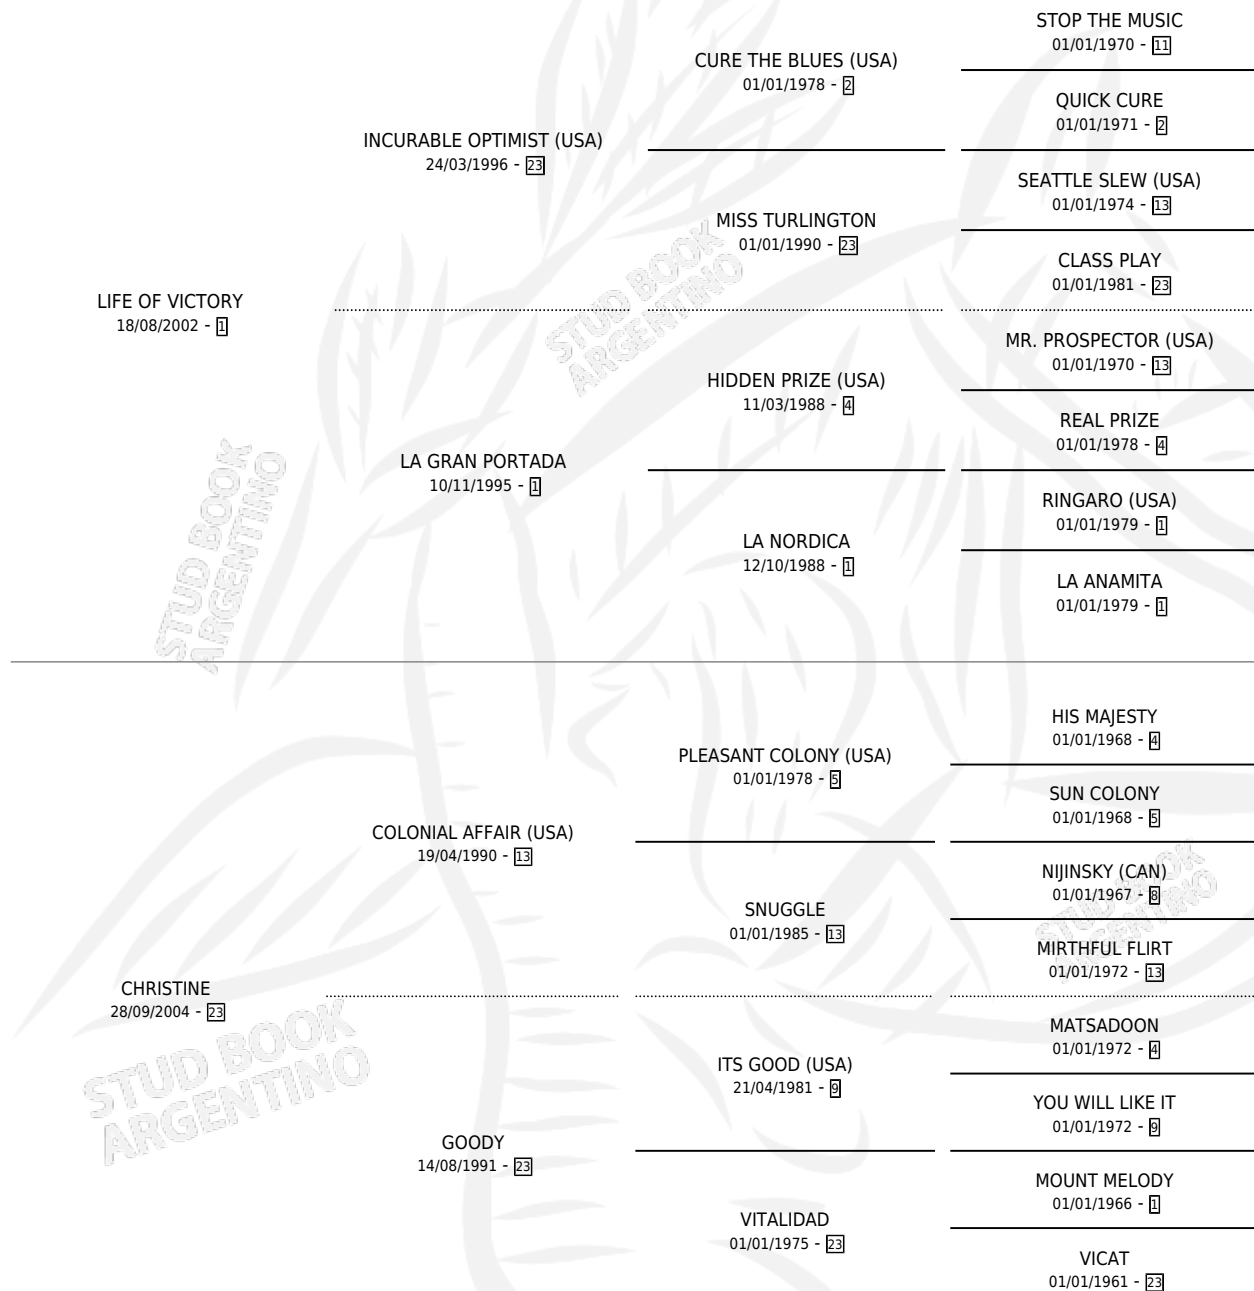 STOP THE MUSIC
01/01/1970 - 11
CURE THE BLUES (USA)
01/01/1978 - 2
QUICK CURE
01/01/1971 - 2
INCURABLE OPTIMIST (USA)
24/03/1996 - 23
SEATTLE SLEW (USA)
01/01/1974 - 13
MISS TURLINGTON
01/01/1990 - 23
CLASS PLAY
01/01/1981 - 23
LIFE OF VICTORY
18/08/2002 - 1
MR. PROSPECTOR (USA)
01/01/1970 - 13
HIDDEN PRIZE (USA)
11/03/1988 - 4
REAL PRIZE
01/01/1978 - 4
LA GRAN PORTADA
10/11/1995 - 1
RINGARO (USA)
01/01/1979 - 1
LA NORDICA
12/10/1988 - 1
LA ANAMITA
01/01/1979 - 1
HIS MAJESTY
01/01/1968 - 4
PLEASANT COLONY (USA)
01/01/1978 - 5
SUN COLONY
01/01/1968 - 5
COLONIAL AFFAIR (USA)
19/04/1990 - 13
NIJINSKY (CAN)
01/01/1967 - 8
SNUGGLE
01/01/1985 - 13
MIRTHFUL FLIRT
01/01/1972 - 13
CHRISTINE
28/09/2004 - 23
MATSADOON
01/01/1972 - 4
ITS GOOD (USA)
21/04/1981 - 9
YOU WILL LIKE IT
01/01/1972 - 9
GOODY
14/08/1991 - 23
MOUNT MELODY
01/01/1966 - 1
VITALIDAD
01/01/1975 - 23
VICAT
01/01/1961 - 23
STUD BOOK
ARGENTINO
STUD BOOK
ARGENTINO
STUD BOOK
ARGENTINO
STUD BOOK
ARGENTINO